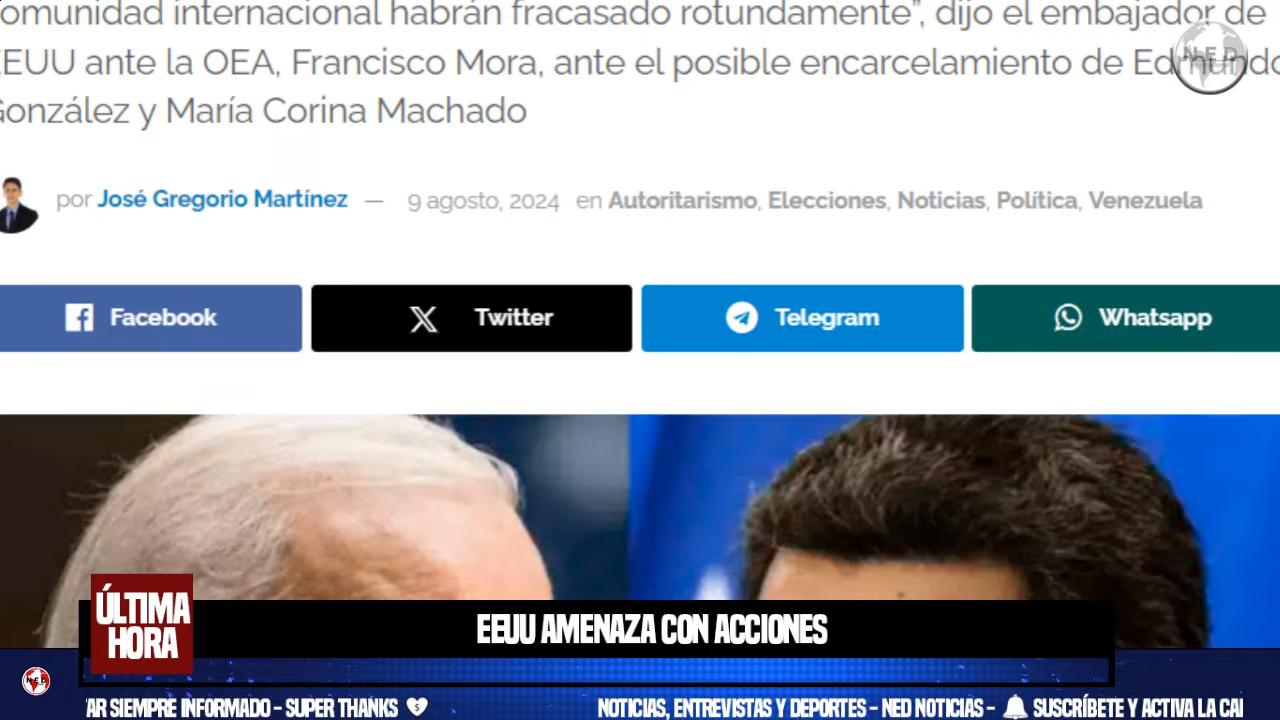 omunidad internacional habrán fracasado rotundamente”, dijo el embajador de
EEUU ante la OEA, Francisco Mora, ante el posible encarcelamiento de Edmundo
González y María Corina Machado
por José Gregorio Martínez — 9 agosto, 2024 en Autoritarismo, Elecciones, Noticias, Política, Venezuela
Facebook
Twitter
Telegram
Whatsapp
ÚLTIMA
HORA
EEUU AMENAZA CON ACCIONES
AR SIEMPRE INFORMADO - SUPER THANKS
NOTICIAS, ENTREVISTAS Y DEPORTES - NED NOTICIAS - SUSCRÍBETE Y ACTIVA LA CA
N.E.D
N.E.D